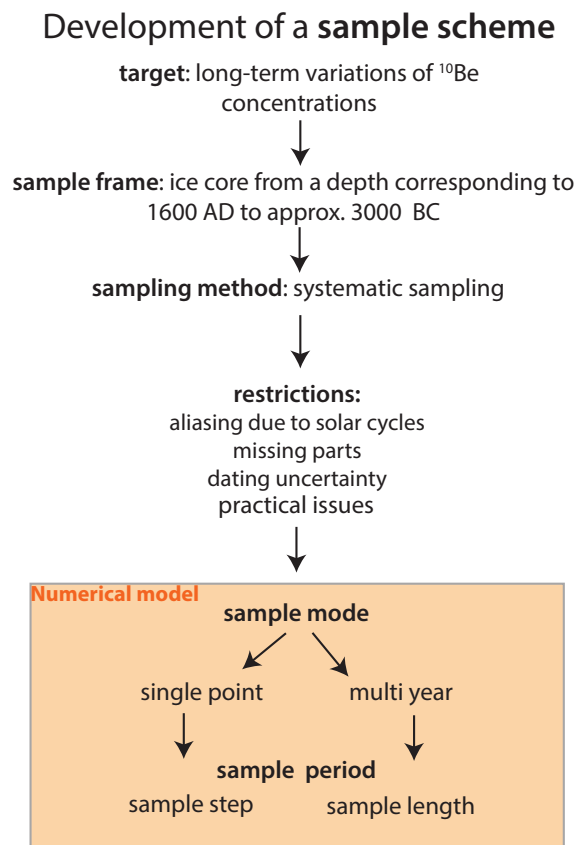 Development of a sample scheme
target: long-term variations of ¹⁰Be
concentrations
sample frame: ice core from a depth corresponding to
1600 AD to approx. 3000 BC
sampling method: systematic sampling
restrictions:
aliasing due to solar cycles
missing parts
dating uncertainty
practical issues
Numerical model
sample mode
single point multi year
sample period
sample step sample length